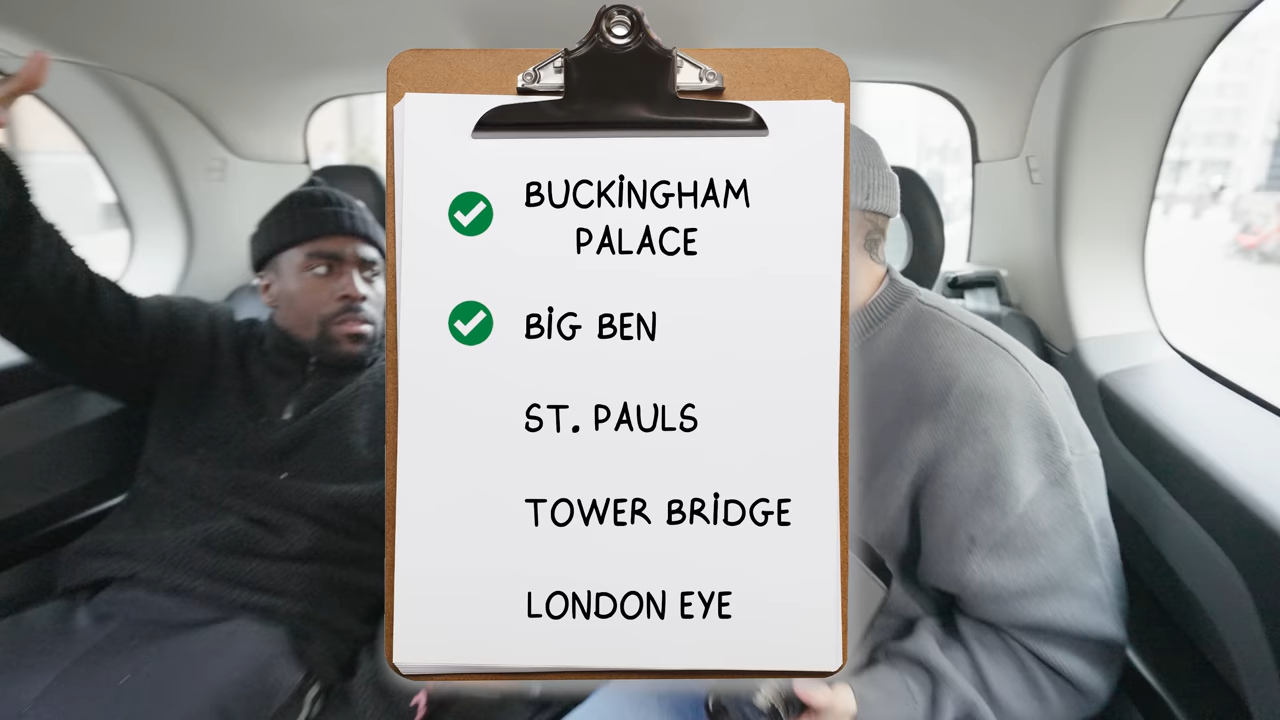 BUCKINGHAM
PALACE
BIG BEN
ST. PAULS
TOWER BRIDGE
LONDON EYE